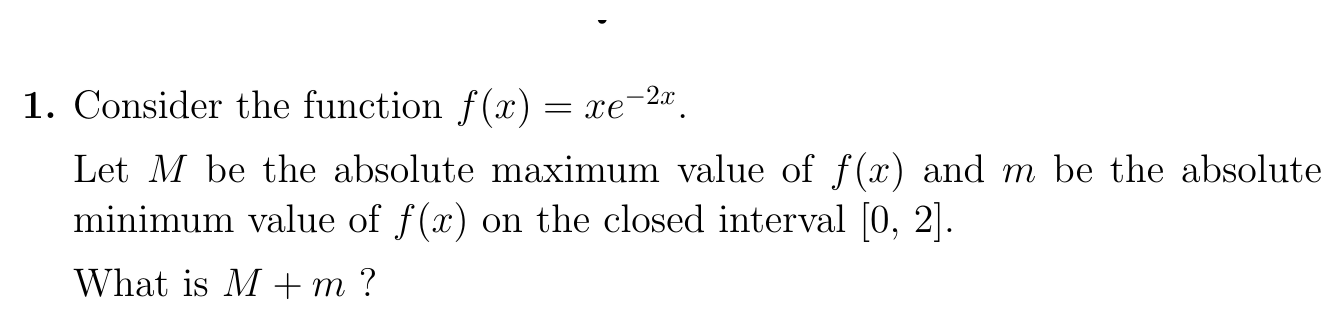 1. Consider the function f(x) = xe^{-2x}.
Let M be the absolute maximum value of f(x) and m be the absolute
minimum value of f(x) on the closed interval [0, 2].
What is M + m ?